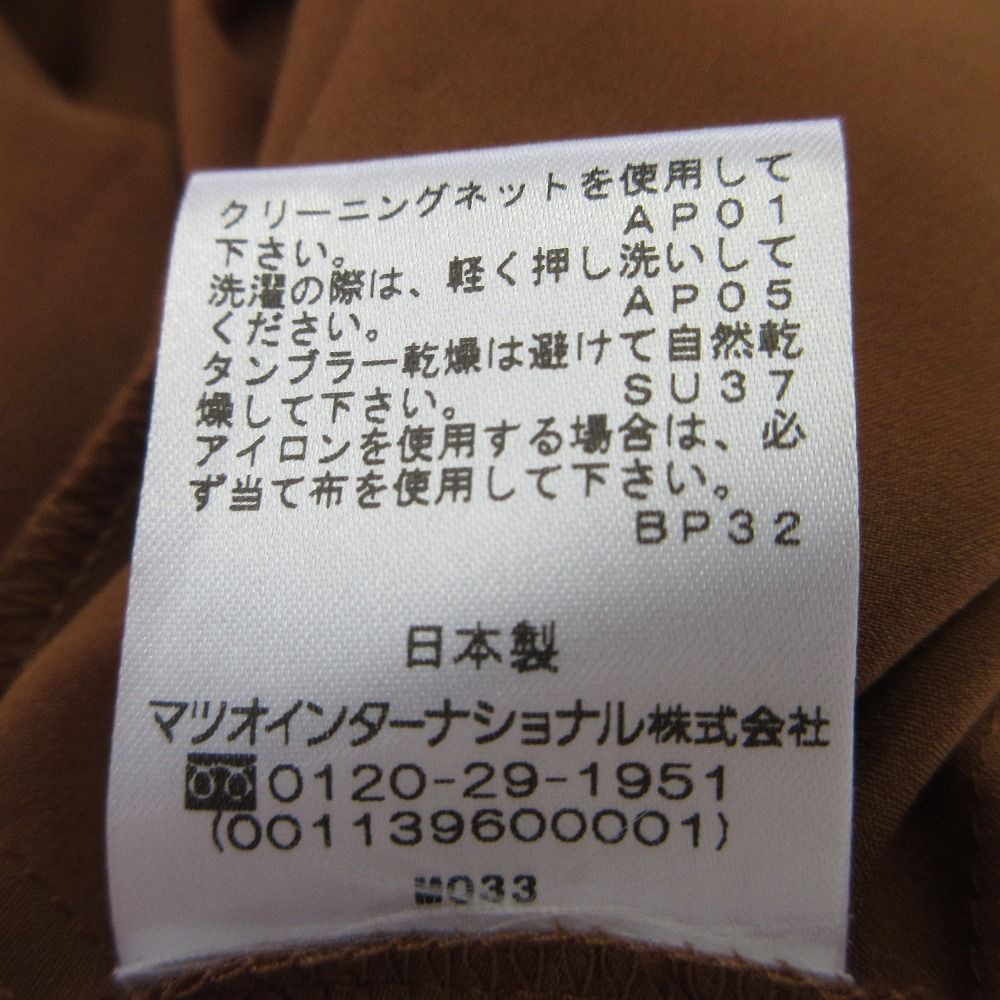 クリーニングネットを使用して
AP01
下さい。
洗濯の際は、軽く押し洗いして
AP05
ください。
タンブラー乾燥は避けて自然乾
SU37
燥して下さい。
アイロンを使用する場合は、必
ず当て布を使用して下さい。
BP32
日本製
マツオインターナショナル株式会社
0120-29-1951
(001139600001)
M033